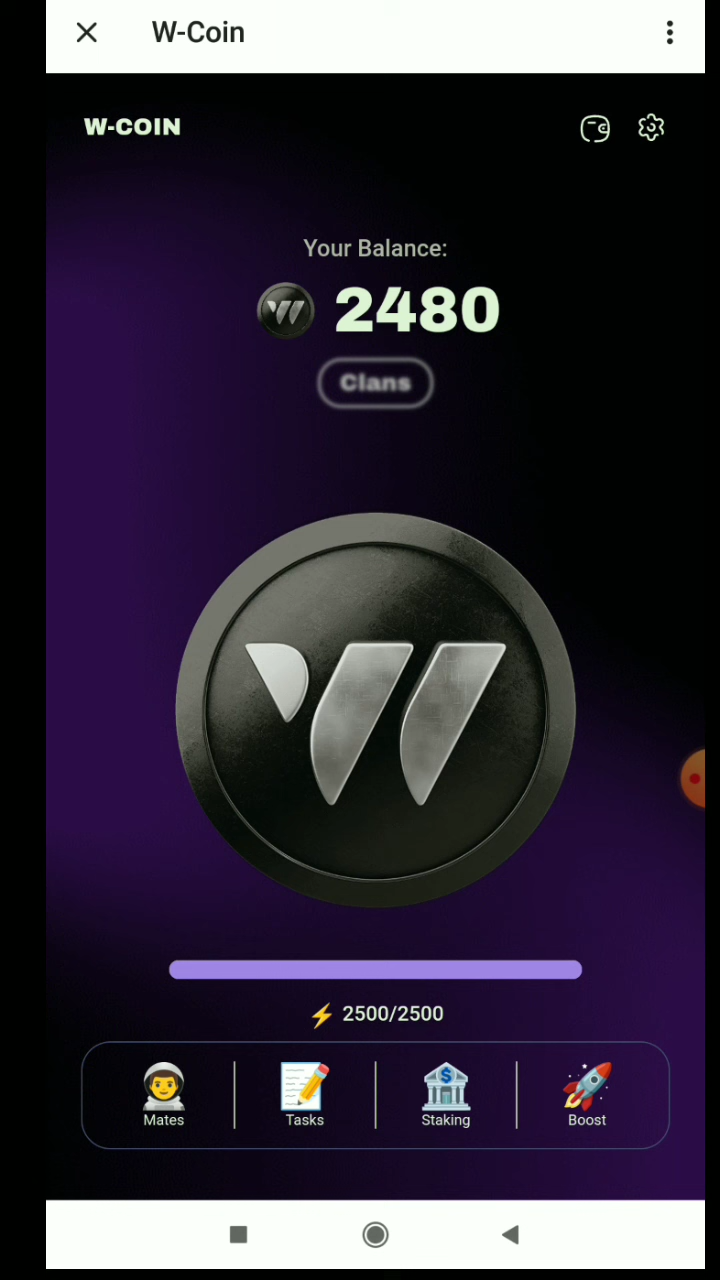 W-Coin
W-COIN
Your Balance:
2480
Clans
2500/2500
Mates Tasks Staking Boost